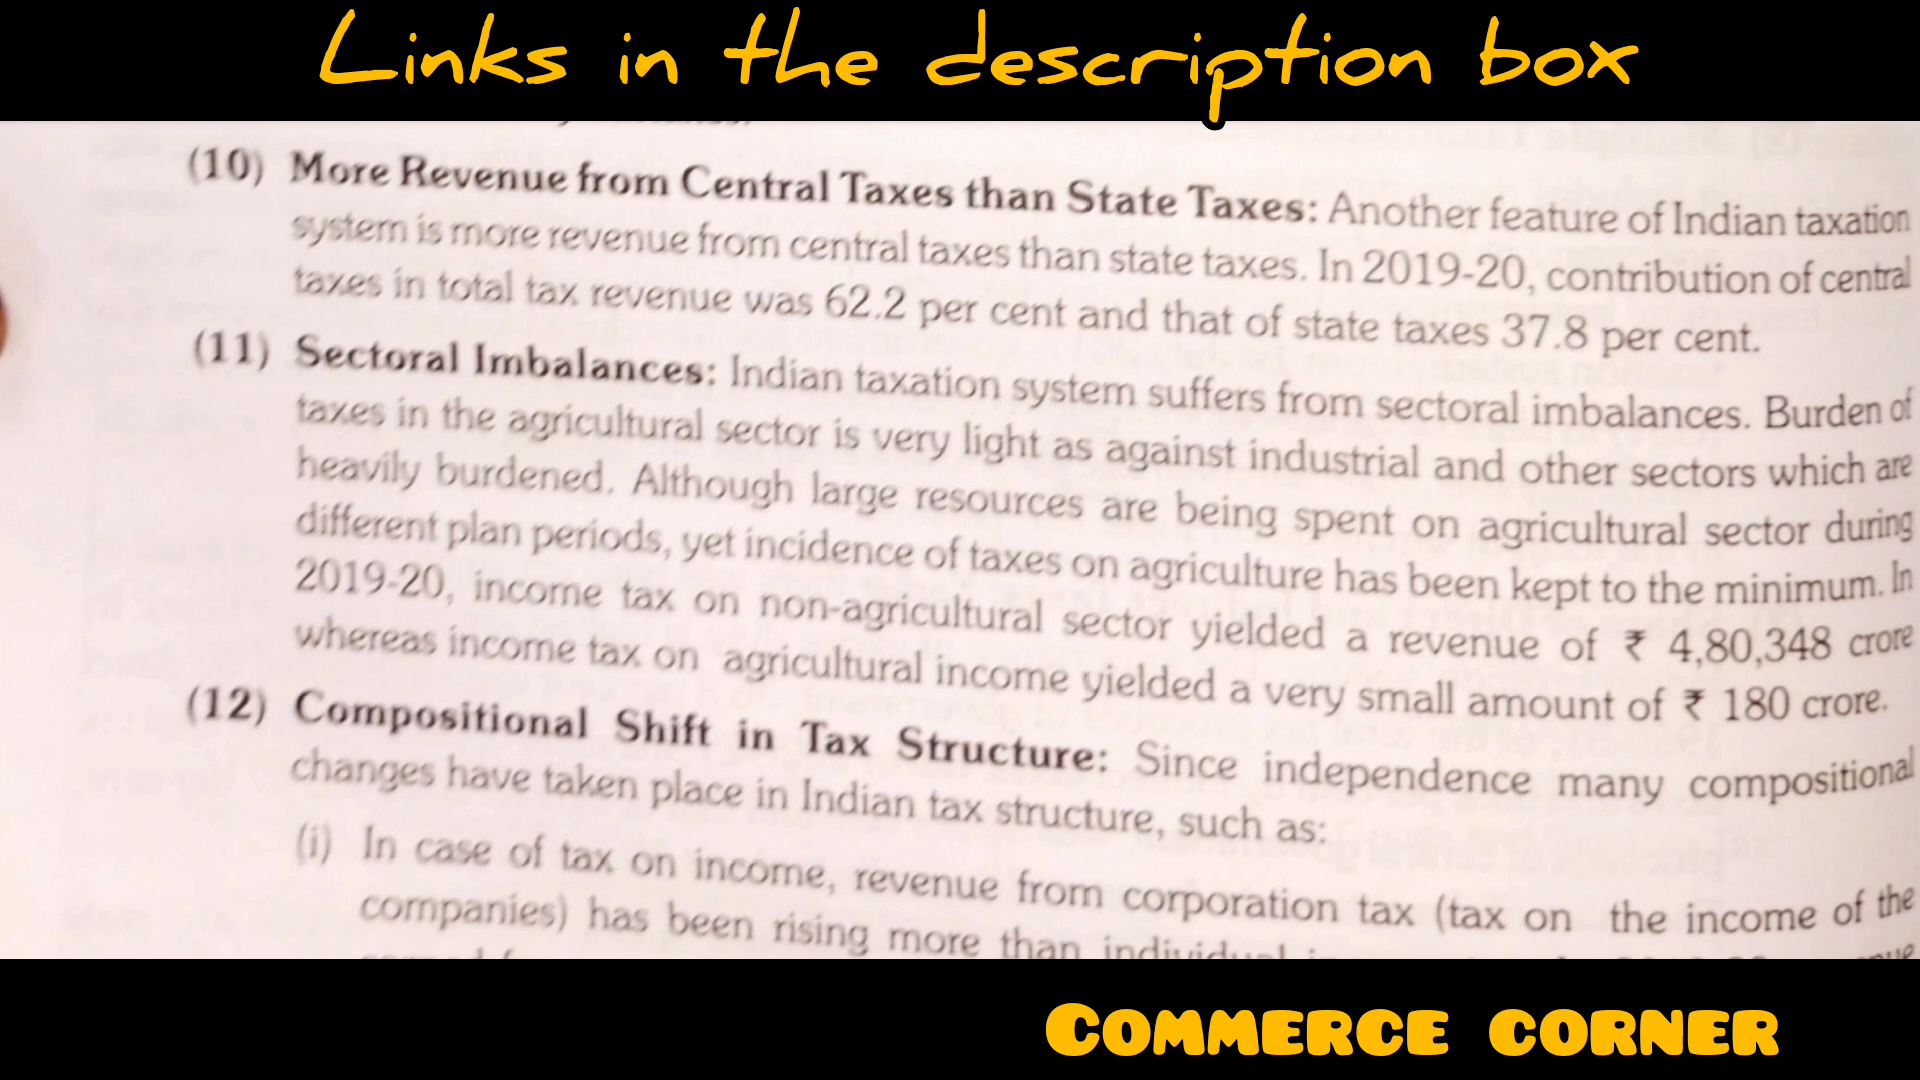 Links in the description box
(10) More Revenue from Central Taxes than State Taxes: Another feature of Indian taxation
system is more revenue from central taxes than state taxes. In 2019-20, contribution of central
taxes in total tax revenue was 62.2 per cent and that of state taxes 37.8 per cent.
(11) Sectoral Imbalances: Indian taxation system suffers from sectoral imbalances. Burden of
taxes in the agricultural sector is very light as against industrial and other sectors which are
heavily burdened. Although large resources are being spent on agricultural sector during
different plan periods, yet incidence of taxes on agriculture has been kept to the minimum. In
2019-20, income tax on non-agricultural sector yielded a revenue of ₹ 4,80,348 crore
whereas income tax on agricultural income yielded a very small amount of ₹ 180 crore.
(12) Compositional Shift in Tax Structure: Since independence many compositional
changes have taken place in Indian tax structure, such as:
(i) In case of tax on income, revenue from corporation tax (tax on the income of the
companies) has been rising more than individual
COMMERCE CORNER